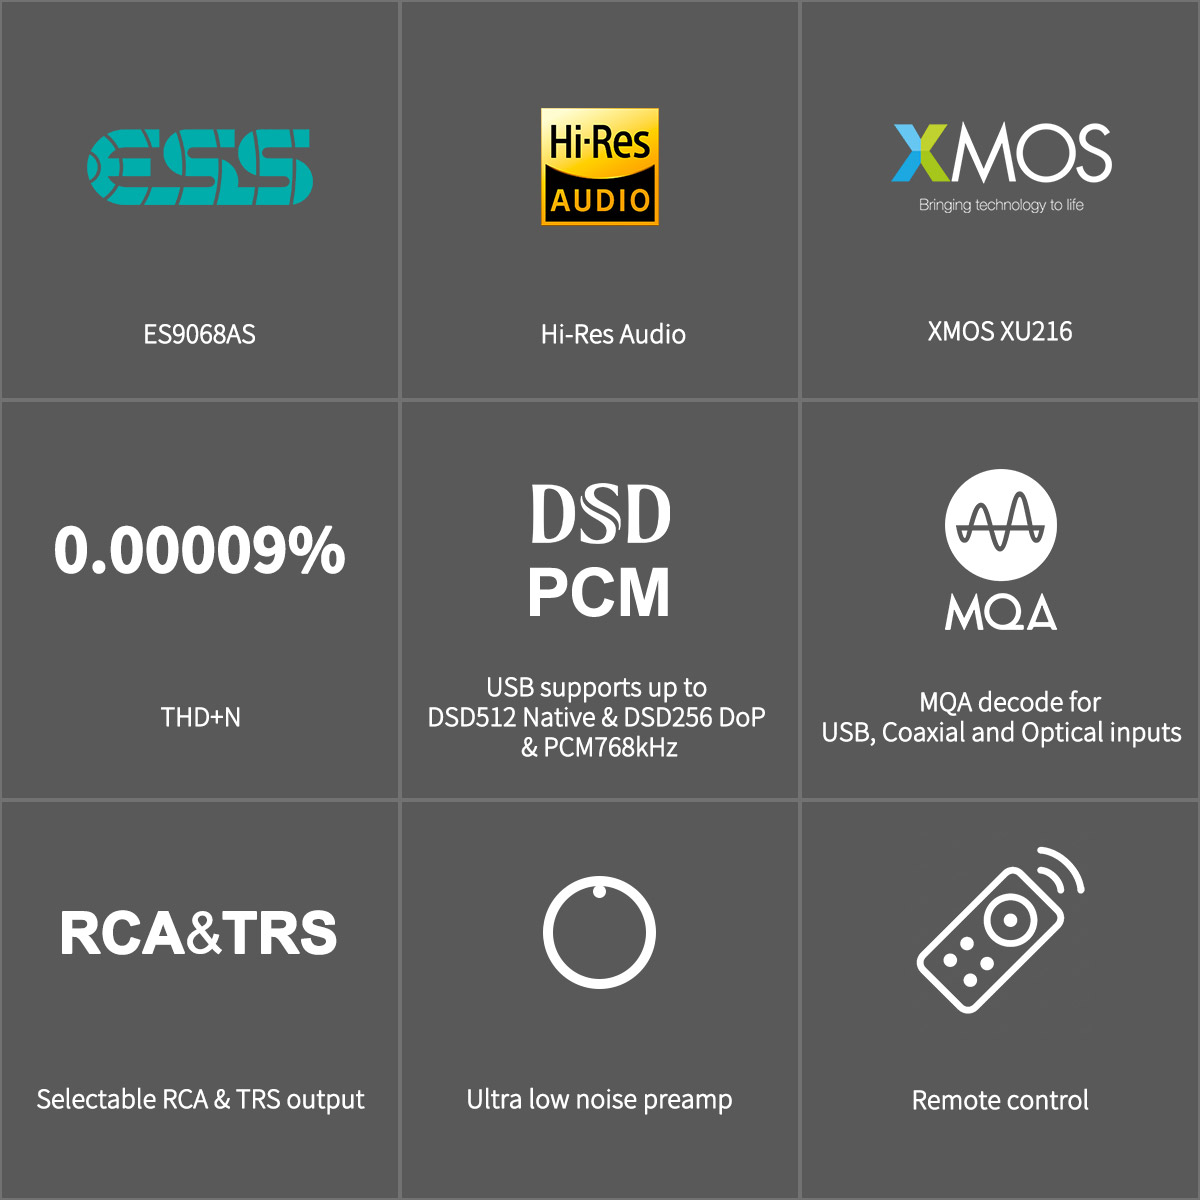 ESS
Hi-Res
AUDIO
XMOS
Bringing technology to life
ES9068AS
Hi-Res Audio
XMOS XU216
0.00009%
THD+N
DSD
PCM
USB supports up to
DSD512 Native & DSD256 DoP
& PCM768kHz
MQA
MQA decode for
USB, Coaxial and Optical inputs
RCA&TRS
Selectable RCA & TRS output
Ultra low noise preamp
Remote control